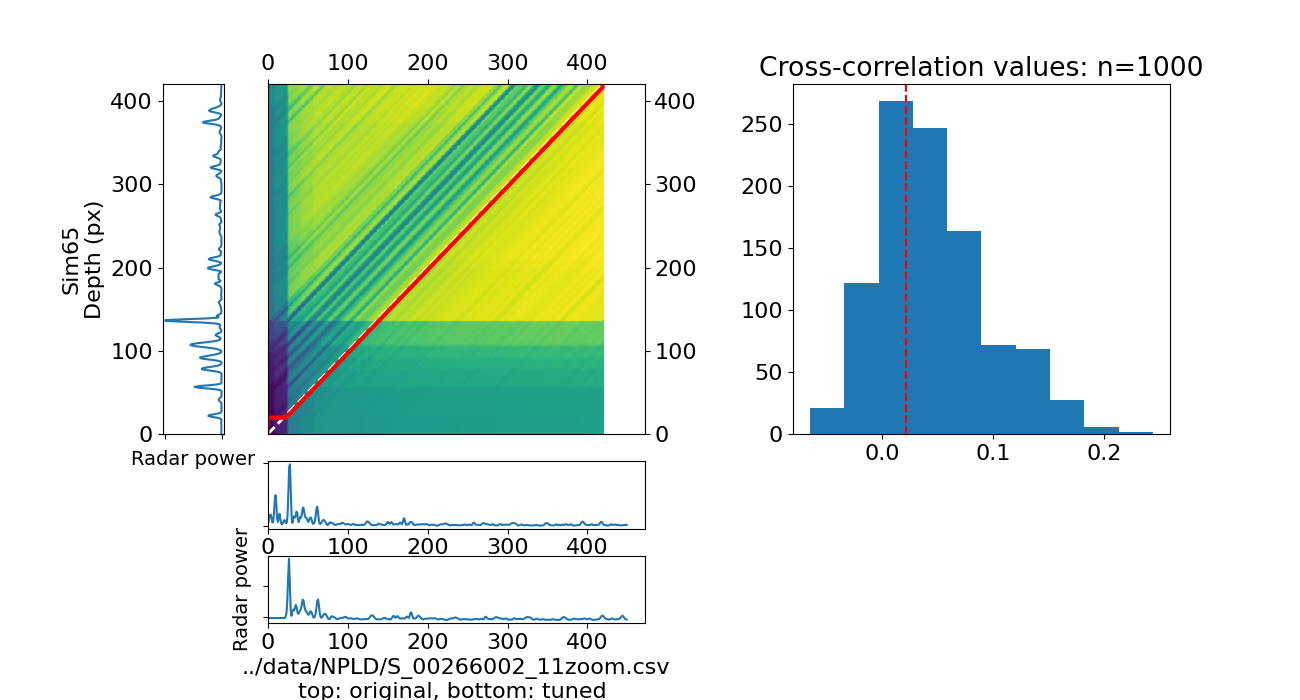 0 100 200 300 400
Cross-correlation values: n=1000
400
300
200
100
0
Sim65
Depth (px)
400
300
200
100
0
250
200
150
100
50
0
0.0 0.1 0.2
Radar power
0 100 200 300 400
Radar power
0 100 200 300 400
../data/NPLD/S_00266002_11zoom.csv
top: original, bottom: tuned